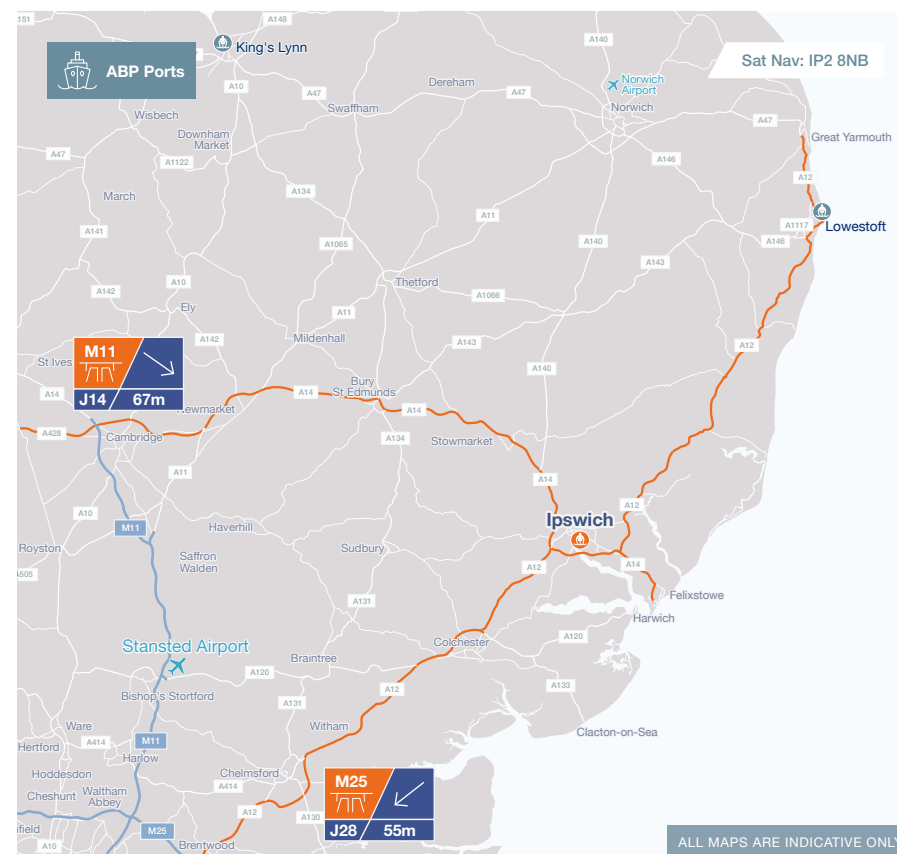 151
A148
King's Lynn
A140
ABP Ports
Sat Nav: IP2 8NB
Norwich
Airport
Dereham
A10
A47
A47
Swaffham
Norwich
Wisbech
A47
Downham
Market
Great Yarmouth
A47
A1122
A146
A12
March
A134
A11
A1117
Lowestoft
A141
A1065
A140
A146
A143
A10
Thetford
A142
A1066
Ely
A11
Mildenhall
A142
A143
A12
M11
St Ives
A140
Bury
St Edmunds
A14
A14
J14
67m
Newmarket
A14
A428
Cambridge
A134
Stowmarket
A11
A14
A10
A12
Ipswich
M11
Haverhill
Royston
Sudbury
Saffron
Walden
A12
A14
A505
Felixstowe
A131
Harwich
A120
Colchester
Stansted Airport
Braintree
A120
A133
A12
Bishop's Stortford
A131
Ware
Witham
Clacton-on-Sea
A414
M11
Hertford
Harlow
Hoddesdon
Chelmsford
M25
A414
Cheshunt
Waltham
Abbey
A12
A130
field
M25
J28
55m
A10
Brentwood
ALL MAPS ARE INDICATIVE ONLY